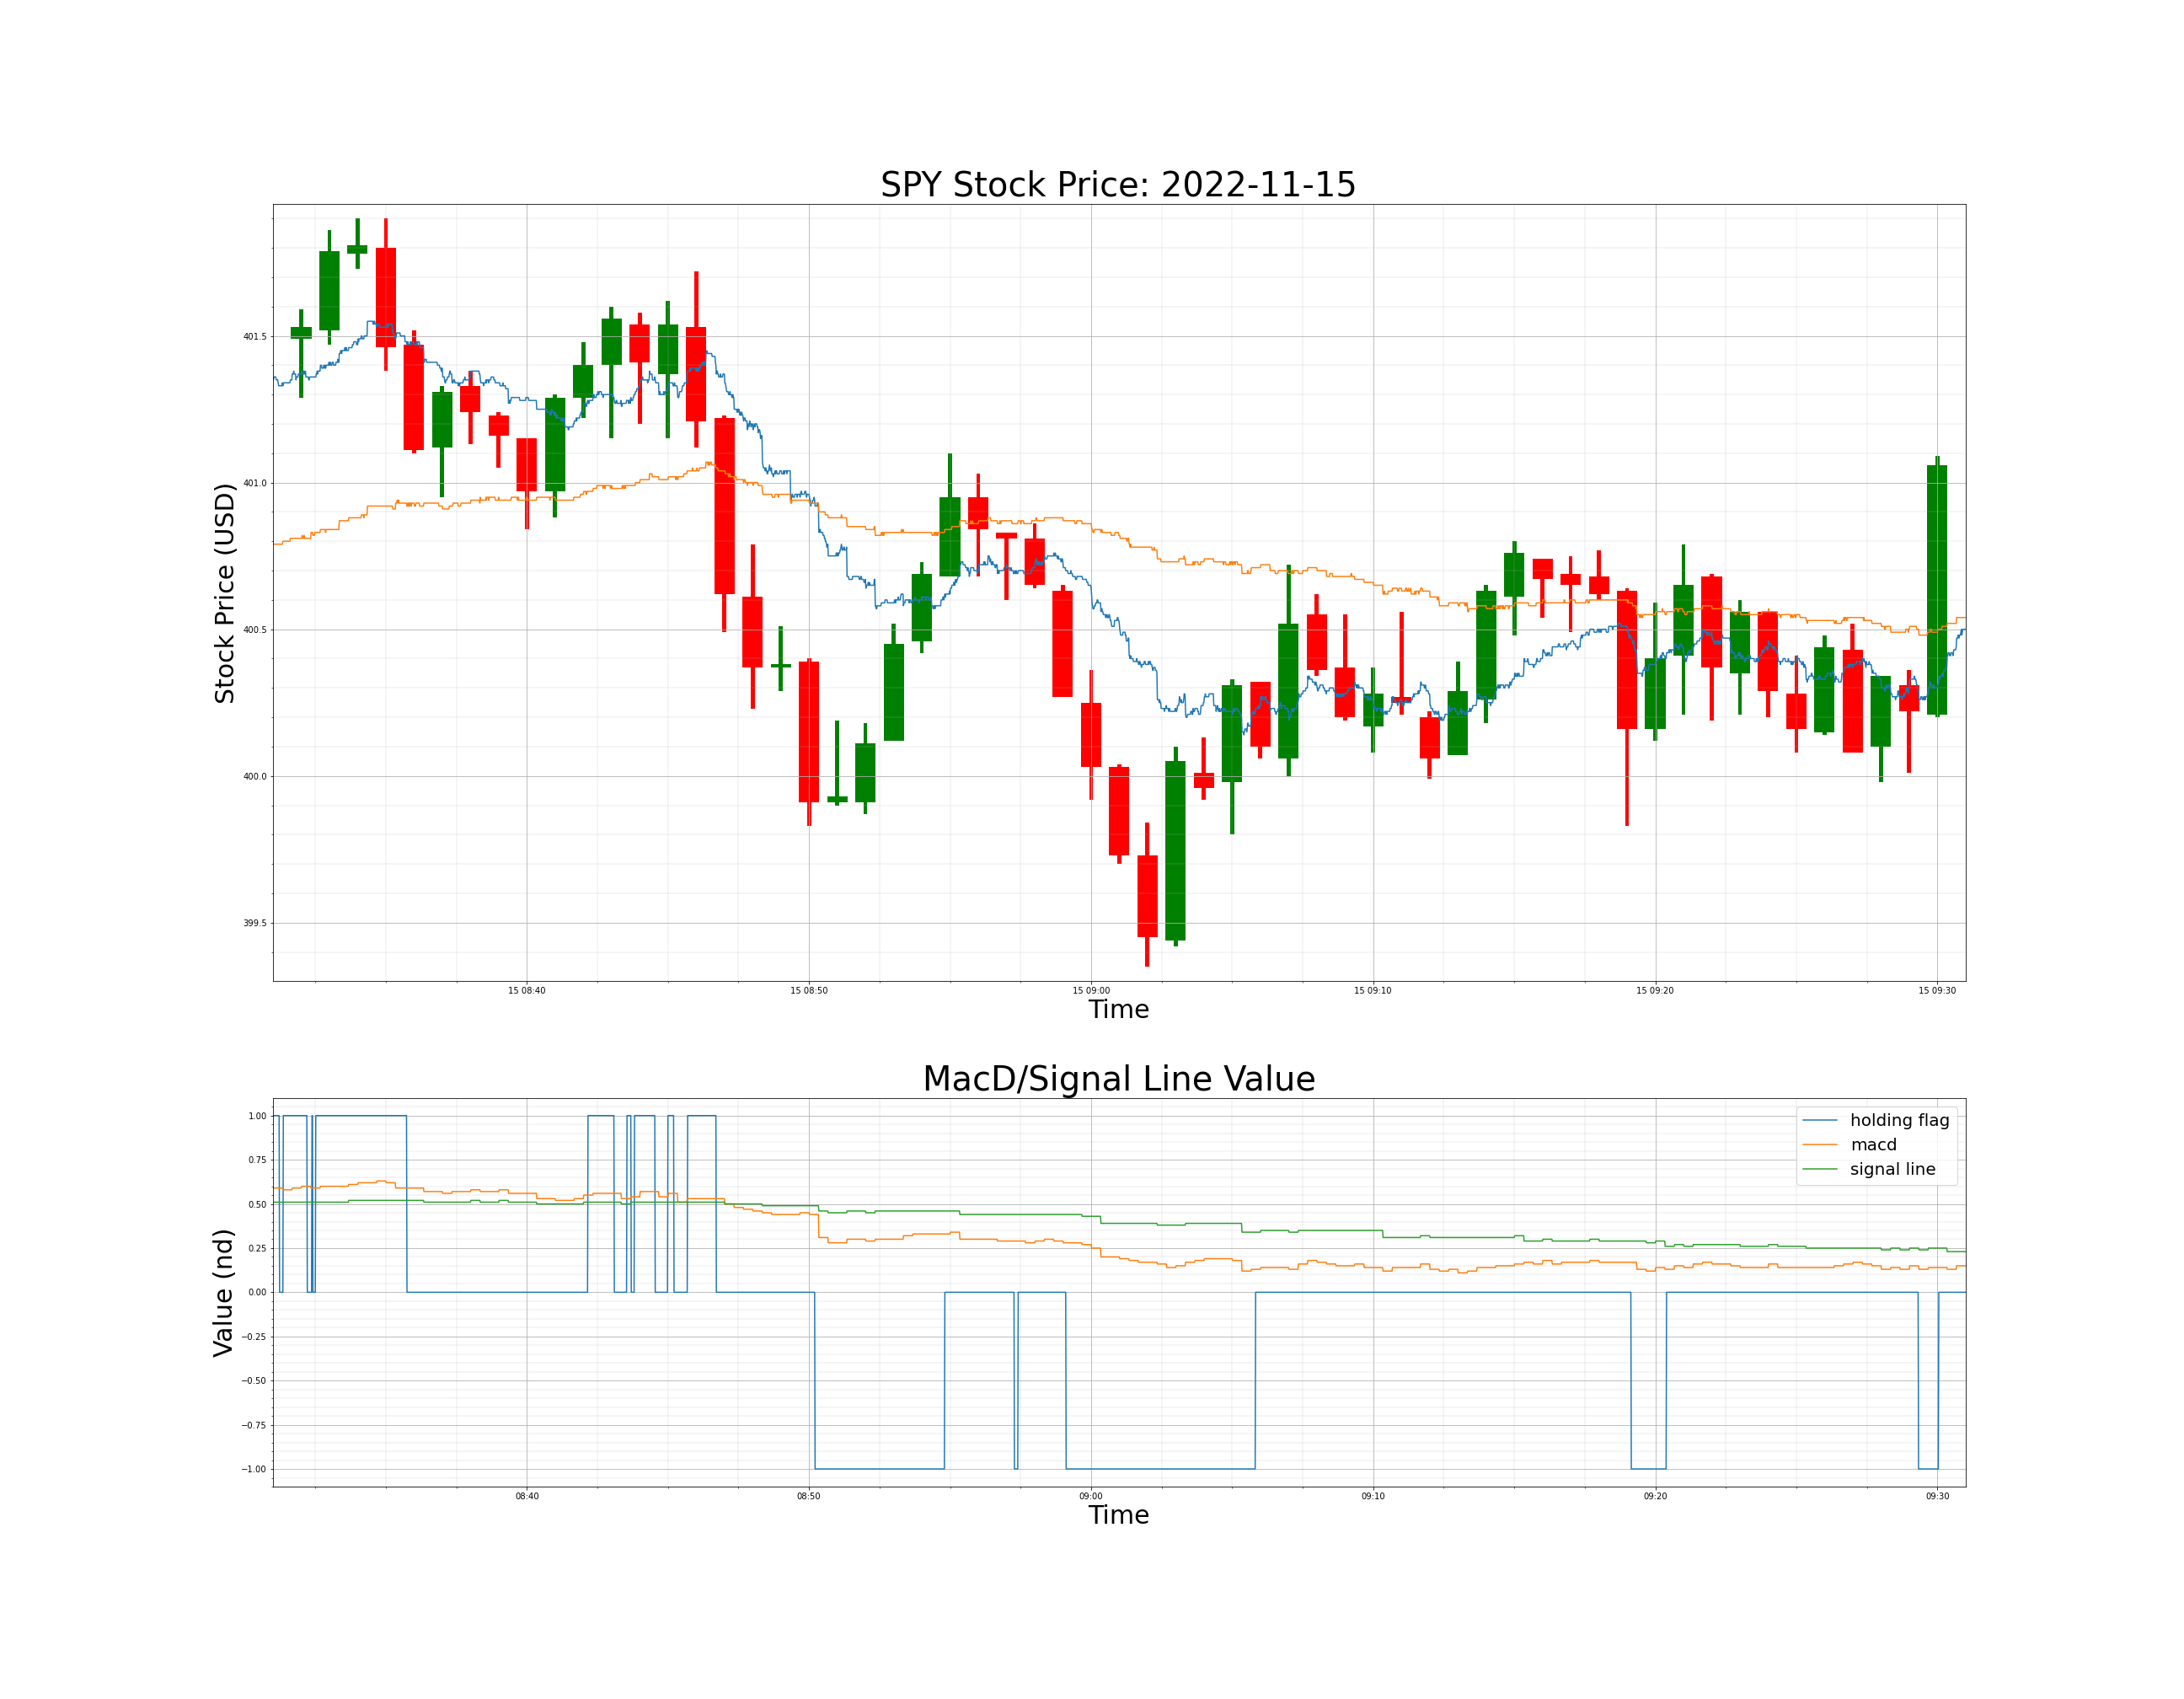 SPY Stock Price: 2022-11-15
Stock Price (USD)
401.5
401.0
400.5
400.0
399.5
15 08:40 15 08:50 15 09:00 15 09:10 15 09:20 15 09:30
Time
MacD/Signal Line Value
Value (nd)
1.00
0.75
0.50
0.25
0.00
−0.25
−0.50
−0.75
−1.00
holding flag
macd
signal line
08:40 08:50 09:00 09:10 09:20 09:30
Time